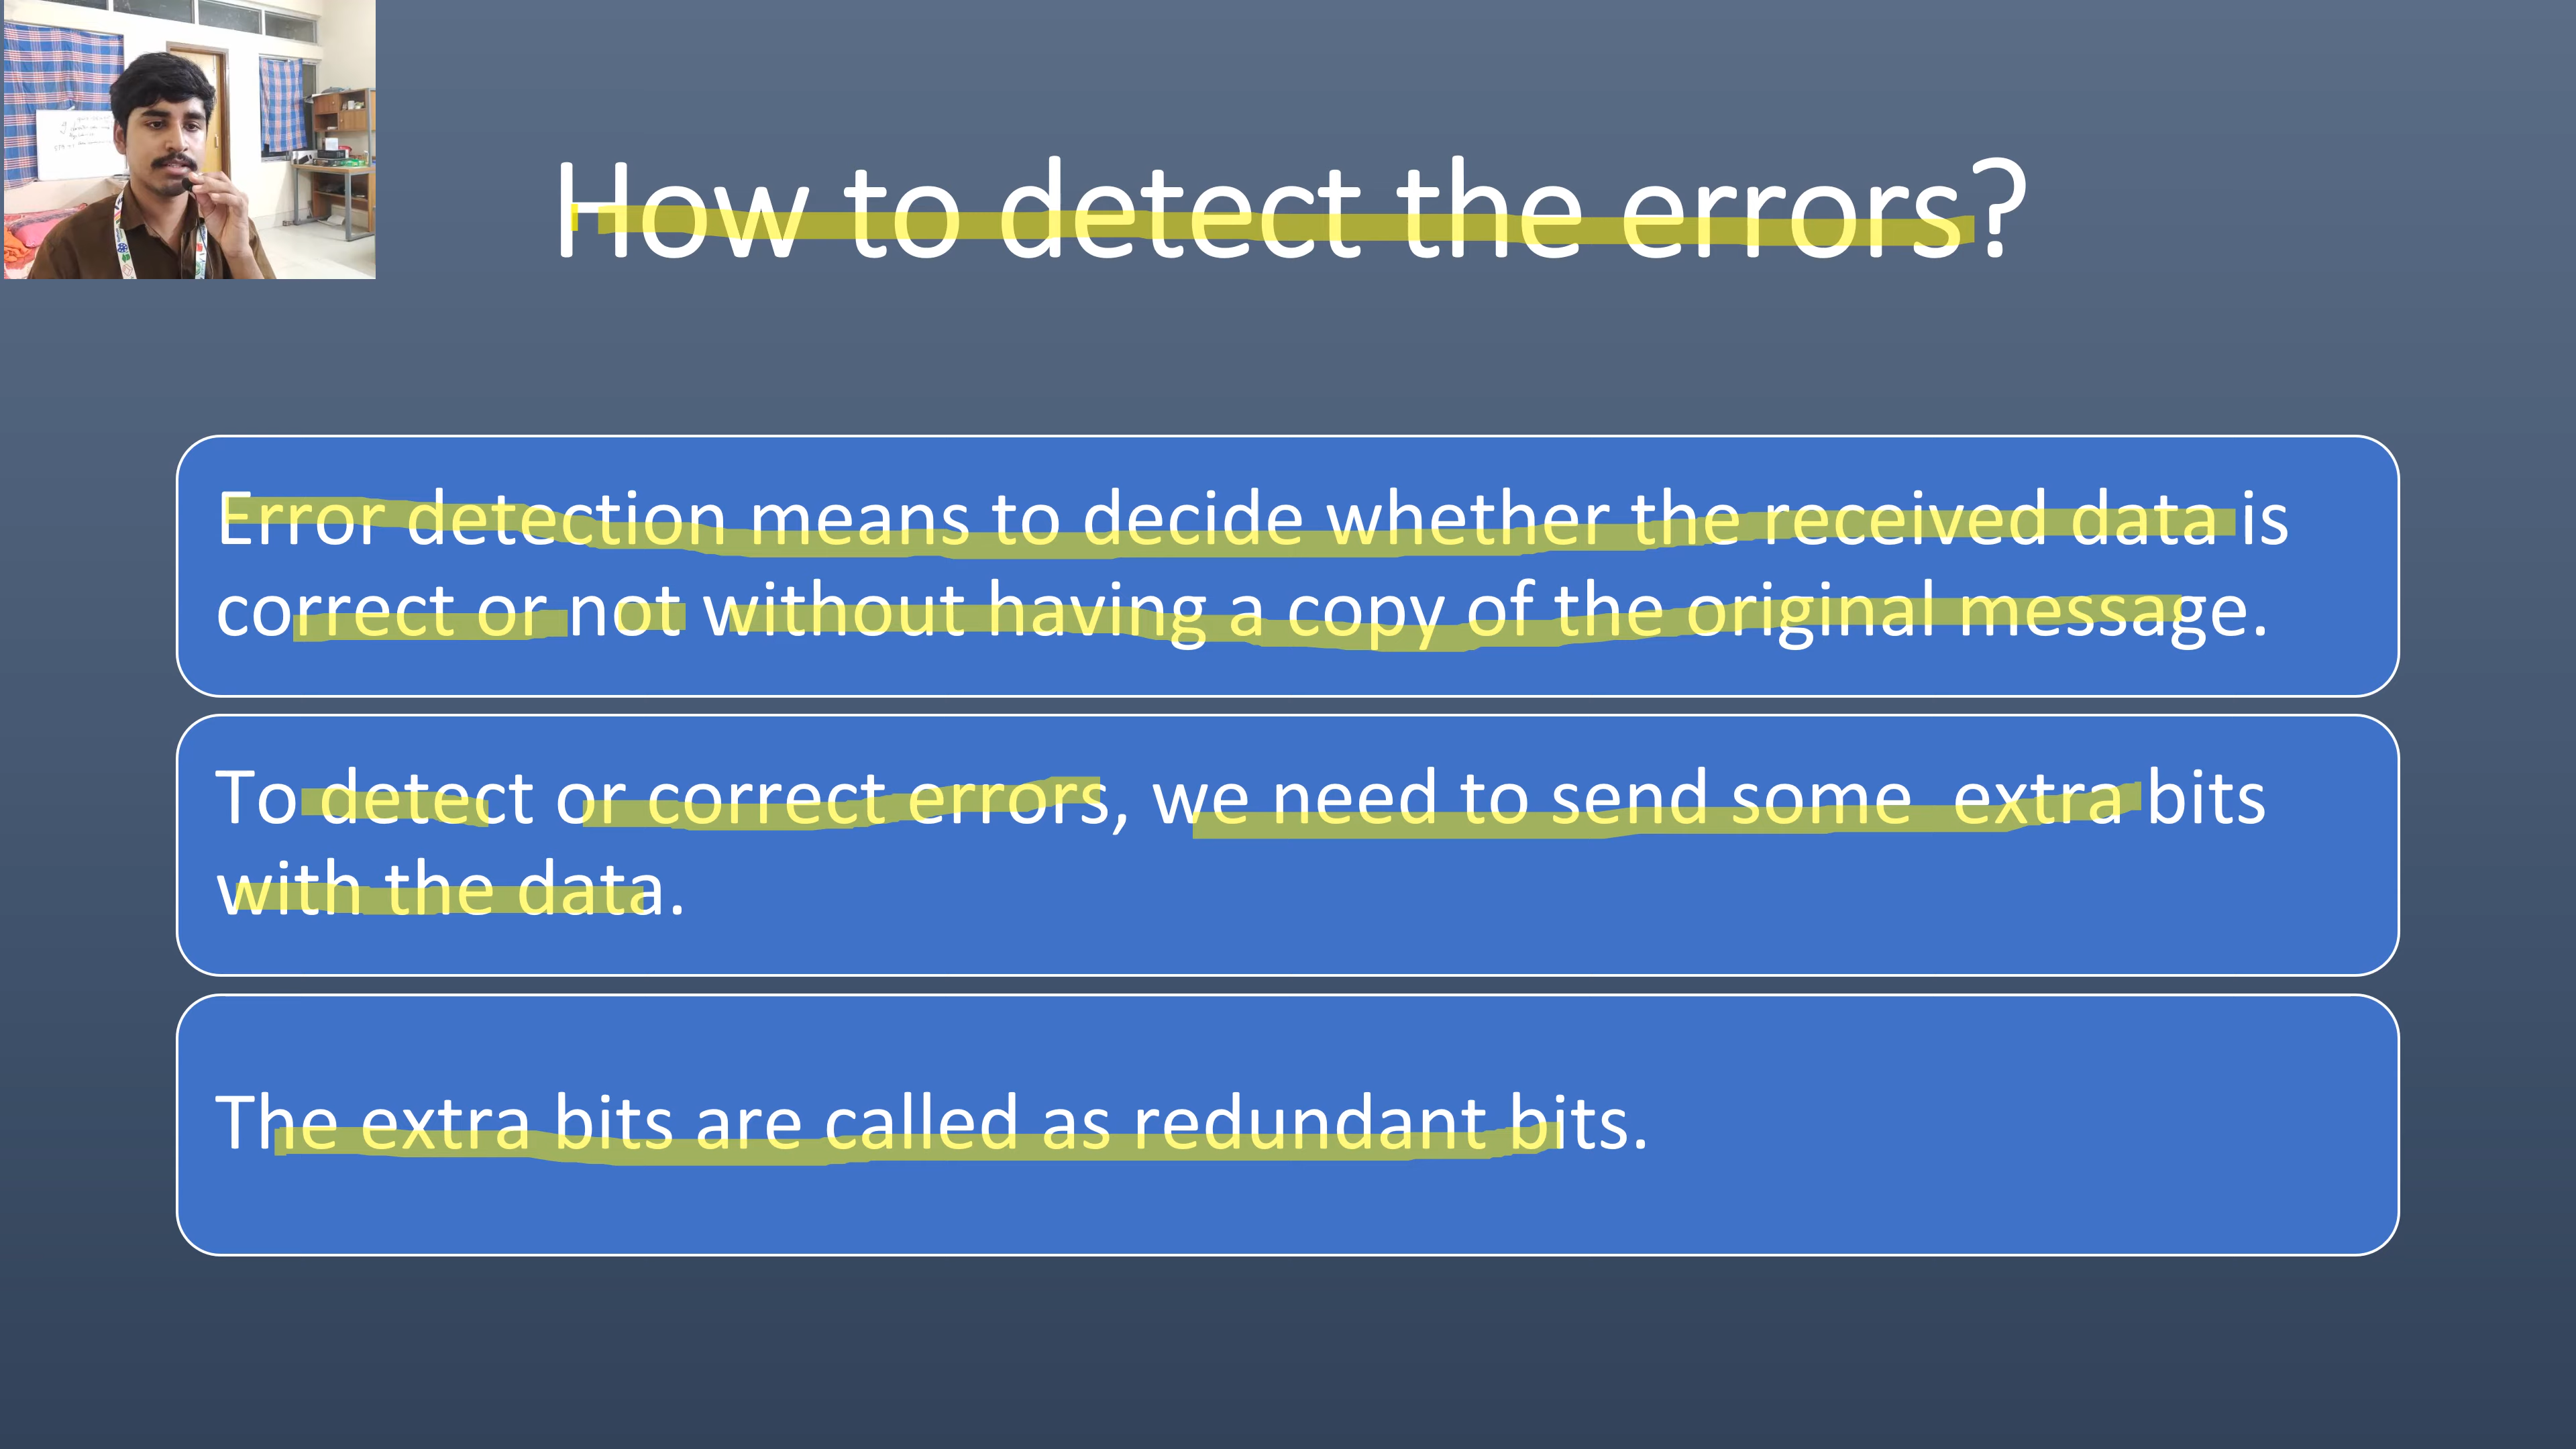 How to detect the errors?
Error detection means to decide whether the received data is
correct or not without having a copy of the original message.
To detect or correct errors, we need to send some  extra bits
with the data.
The extra bits are called as redundant bits.